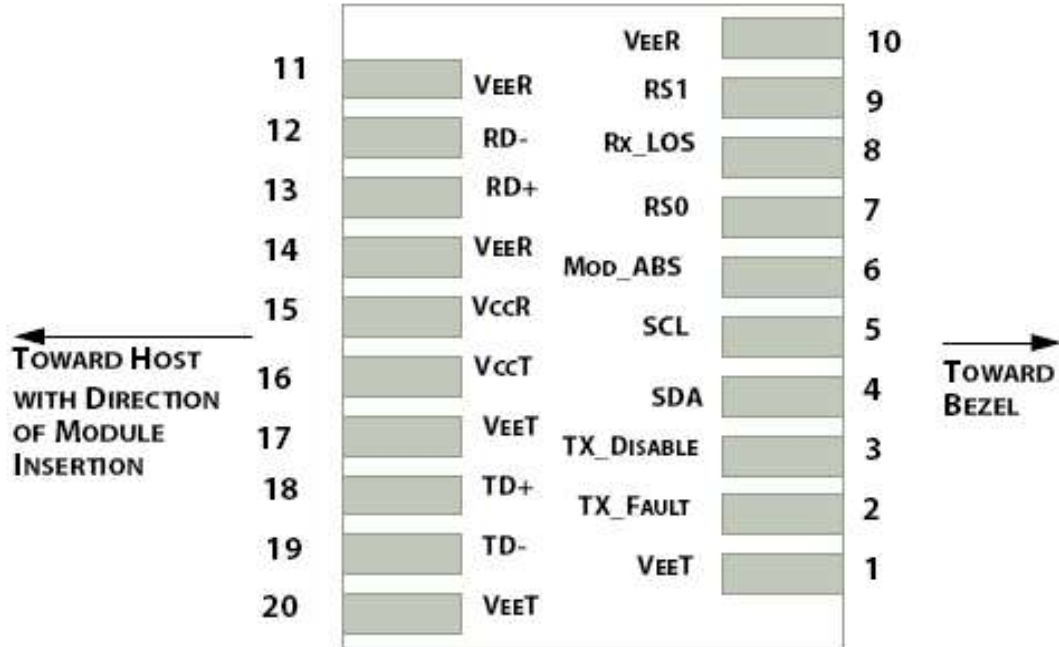 VEER 10
11 VEER
RS1 9
12 RD-
Rx_LOS 8
13 RD+
RS0 7
14 VEER
MOD_ABS 6
15 VCCR
SCL 5
TOWARD HOST
WITH DIRECTION
OF MODULE
INSERTION
16 VCCT
SDA 4
TOWARD
BEZEL
17 VEET
TX_DISABLE 3
18 TD+
TX_FAULT 2
19 TD-
VEET 1
20 VEET